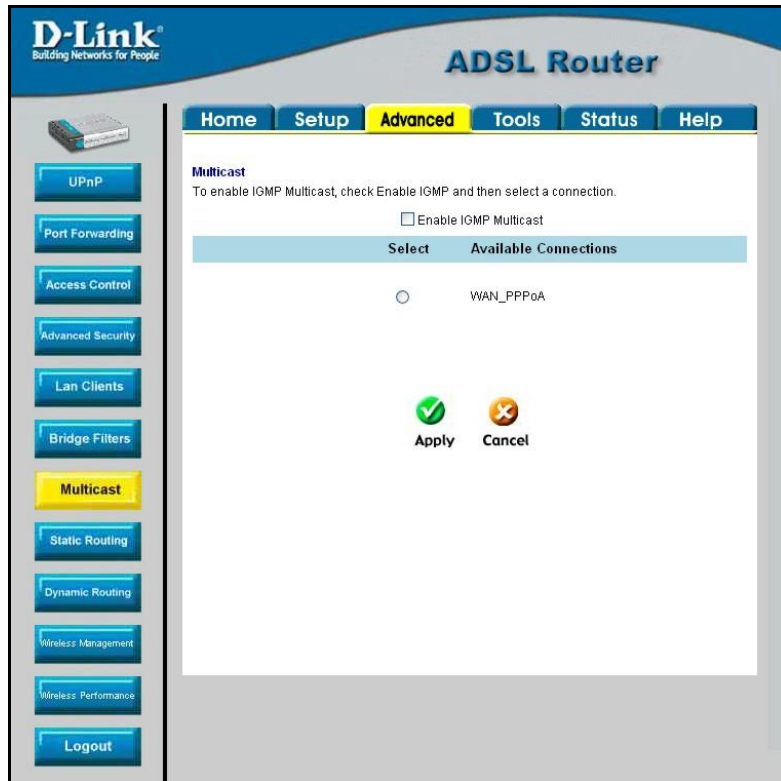 D-Link®
Building Networks for People
ADSL Router
Home Setup Advanced Tools Status Help
UPnP
Port Forwarding
Access Control
Advanced Security
Lan Clients
Bridge Filters
Multicast
Static Routing
Dynamic Routing
Wireless Management
Wireless Performance
Logout
Multicast
To enable IGMP Multicast, check Enable IGMP and then select a connection.
Enable IGMP Multicast
Select Available Connections
WAN_PPPoA
Apply Cancel